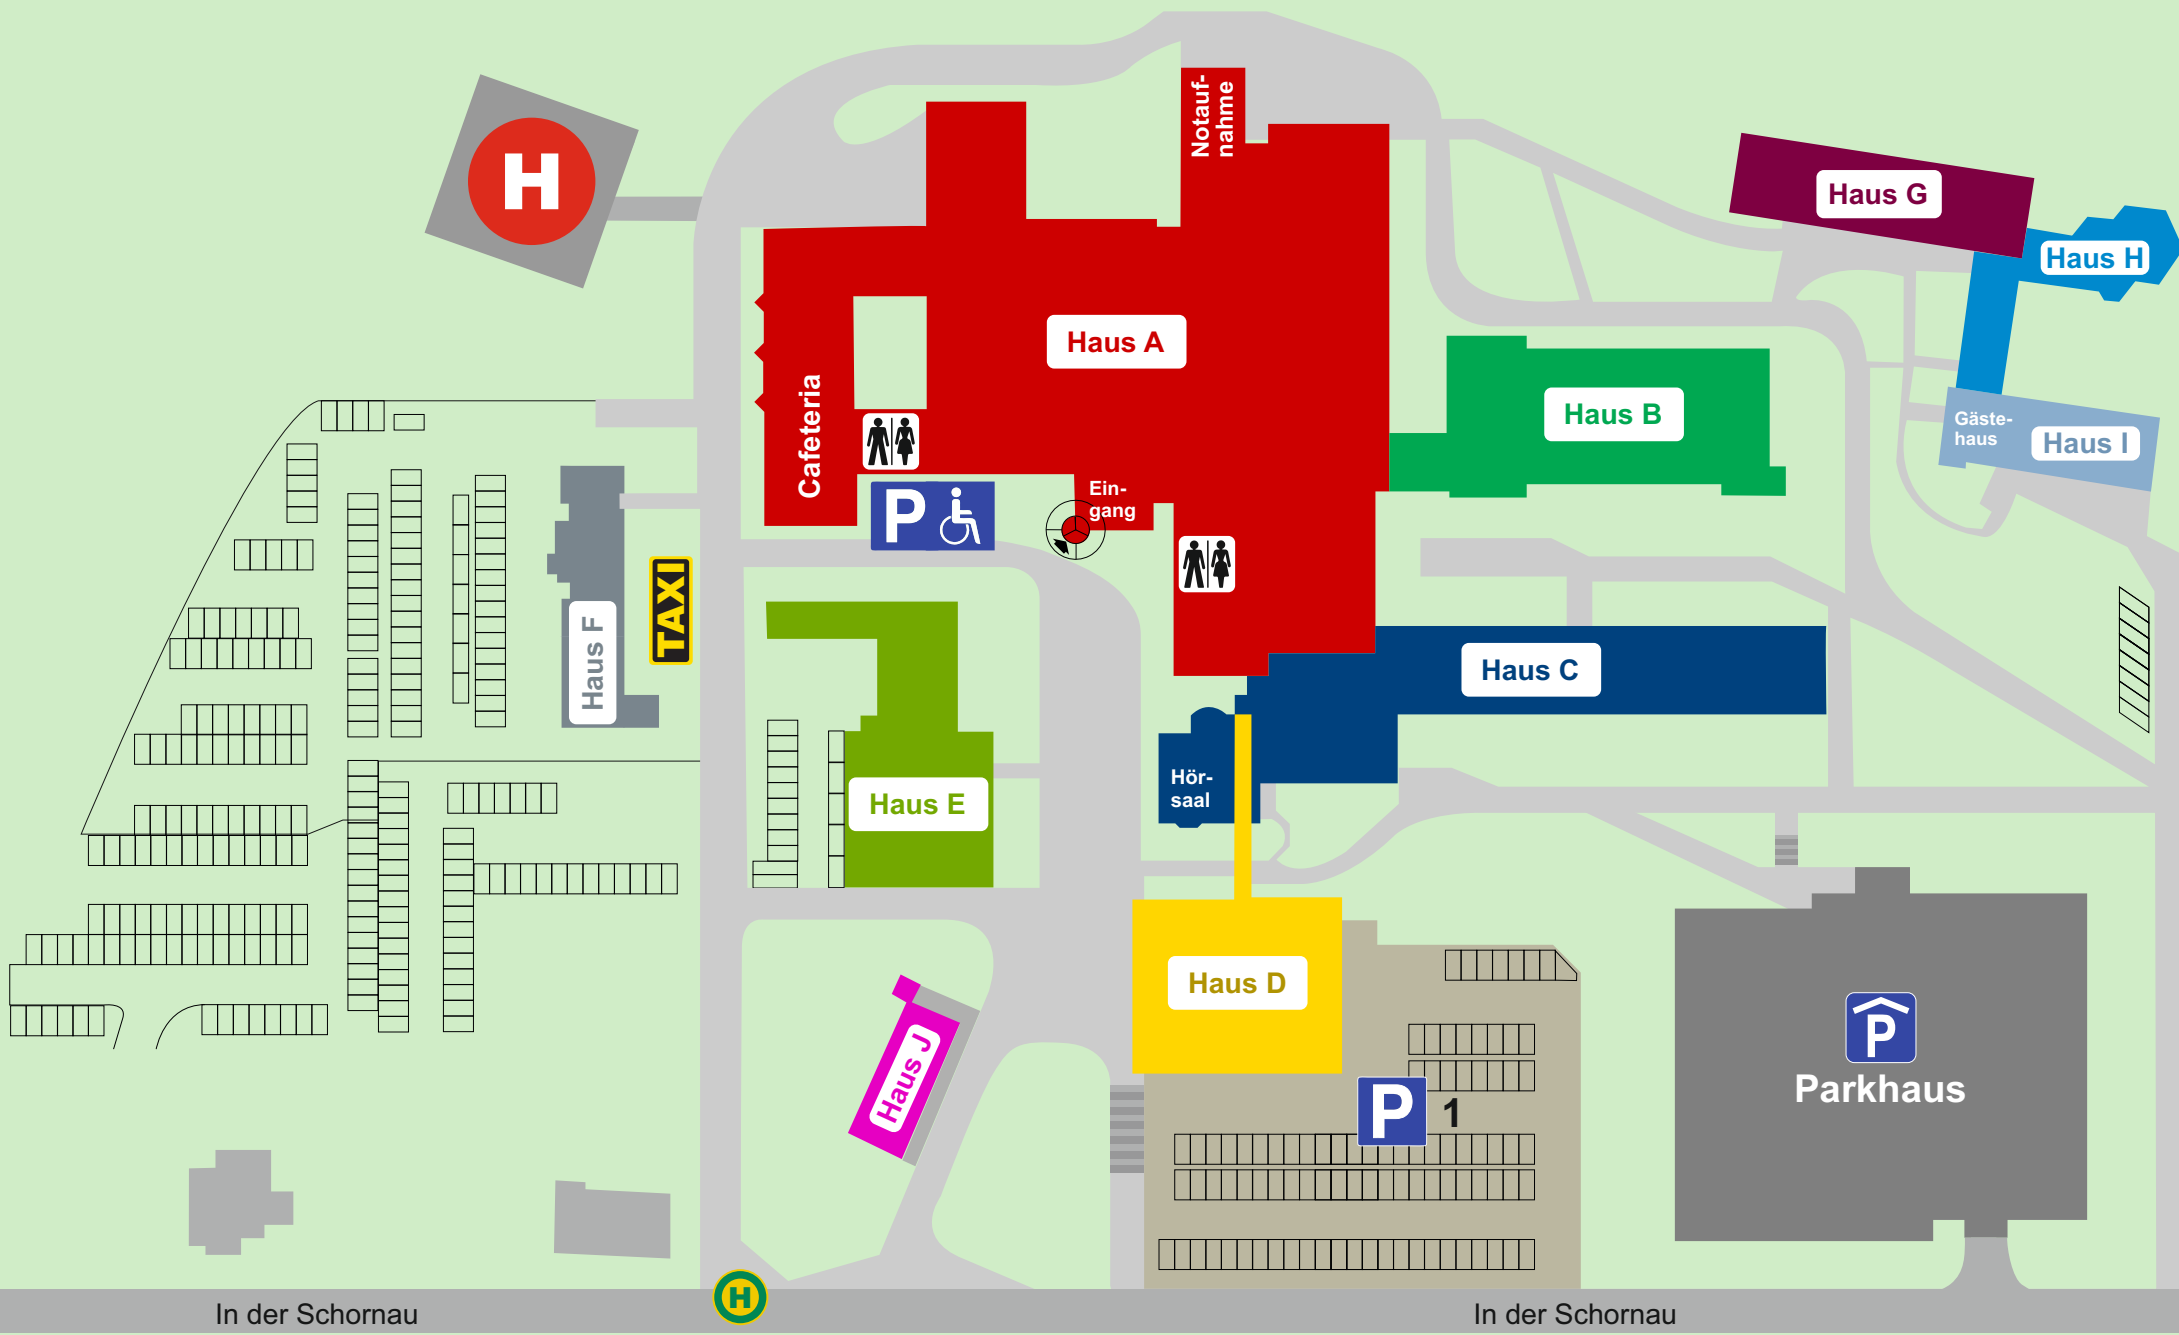 H
Notauf-
nahme
Haus G
Haus H
Haus A
Cafeteria
Haus B
Gäste-
haus
Haus I
P
Ein-
gang
TAXI
Haus F
Haus C
Hör-
saal
Haus E
Haus D
Haus J
P
Parkhaus
P 1
H
In der Schornau
In der Schornau